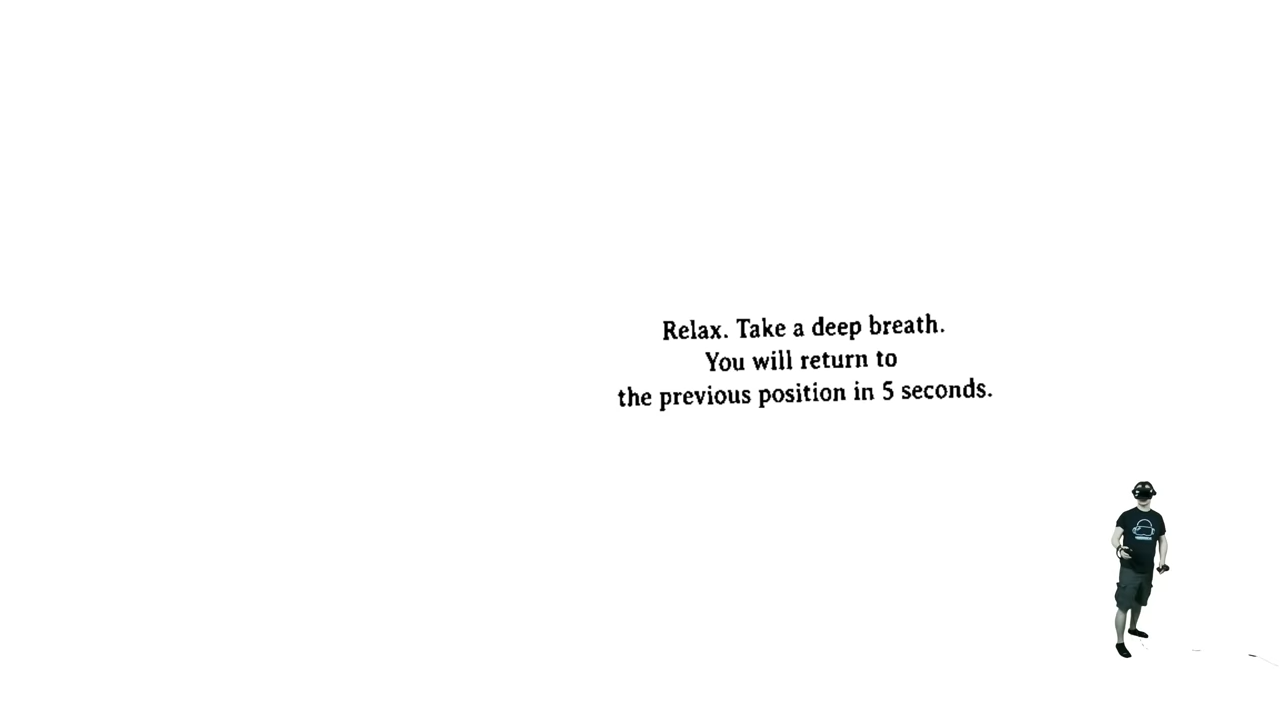 Relax. Take a deep breath.
You will return to
the previous position in 5 seconds.